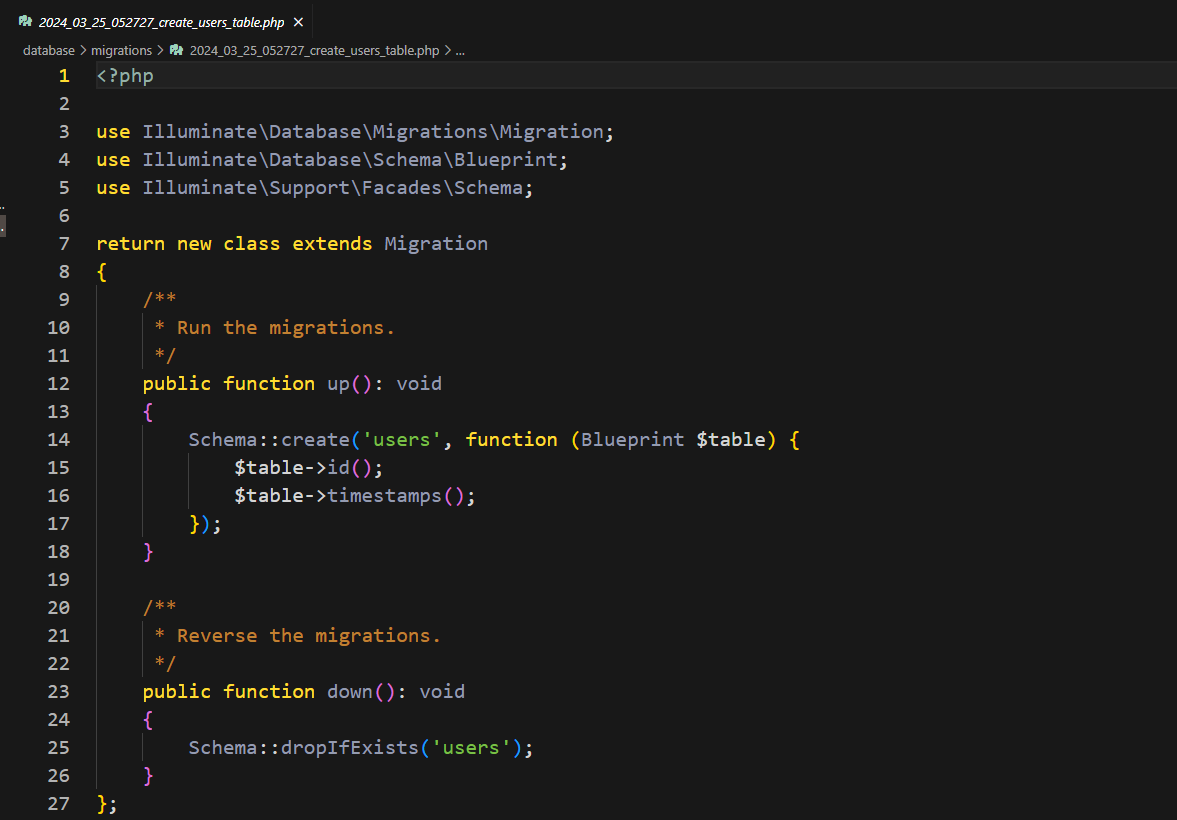 2024_03_25_052727_create_users_table.php ×
database > migrations > 2024_03_25_052727_create_users_table.php > ...
1 <?php
2
3 use Illuminate\Database\Migrations\Migration;
4 use Illuminate\Database\Schema\Blueprint;
5 use Illuminate\Support\Facades\Schema;
6
7 return new class extends Migration
8 {
9     /**
10      * Run the migrations.
11      */
12     public function up(): void
13     {
14         Schema::create('users', function (Blueprint $table) {
15             $table->id();
16             $table->timestamps();
17         });
18     }
19
20     /**
21      * Reverse the migrations.
22      */
23     public function down(): void
24     {
25         Schema::dropIfExists('users');
26     }
27 };